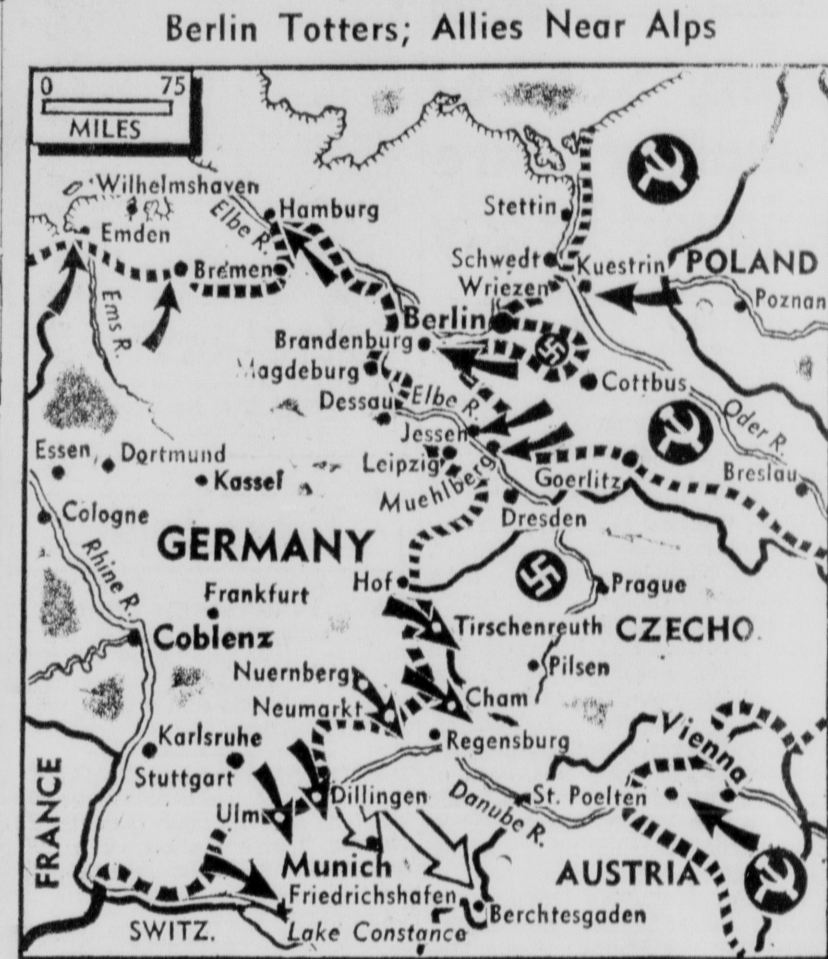 Berlin Totters; Allies Near Alps
0 75
MILES
Wilhelmshaven
Elbe R.
Hamburg
Stettin
Emden
Bremen
Schwedt
Kuestrin
POLAND
Wriezen
Poznan
Ems R.
Berlin
Brandenburg
Magdeburg
Cottbus
Dessau
Elbe R.
Oder R.
Jessen
Essen
Dortmund
Leipzig
Goerlitz
Breslau
Kassel
Muehlberg
Cologne
Dresden
GERMANY
Rhine R.
Hof
Prague
Frankfurt
Tirschenreuth
CZECHO.
Coblenz
Pilsen
Nuernberg
Neumarkt
Cham
Karlsruhe
Regensburg
Vienna
Stuttgart
FRANCE
Dillingen
Danube R.
St. Poelten
Ulm
Munich
AUSTRIA
Friedrichshafen
Berchtesgaden
SWITZ.
Lake Constance